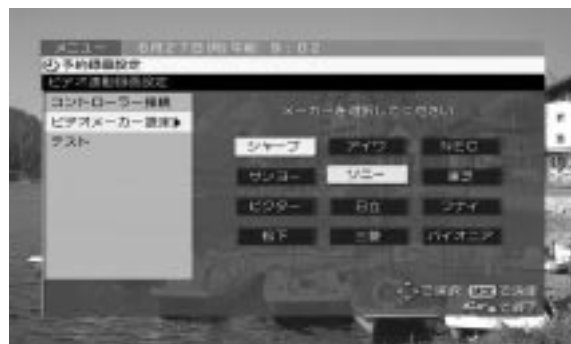 メニュー 6月27日 午前 9:02
予約録画設定
ビデオ連動録画設定
コントローラー接続
ビデオメーカー選択
テスト
メーカーを選択してください
シャープ アイワ NEC
サンヨー ソニー 東芝
ビクター 日立 フナイ
松下 三菱 パイオニア
で選択 で決定
で終了